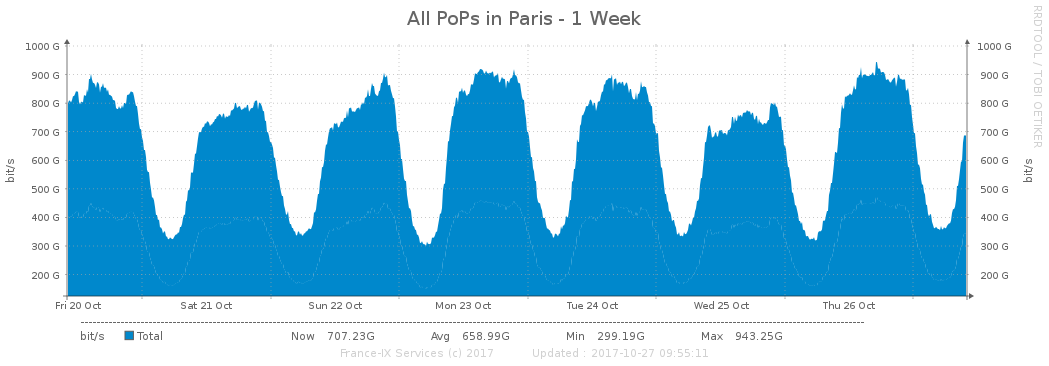 All PoPs in Paris - 1 Week
RRDTOOL / TOBI OETIKER
1000 G 1000 G
900 G 900 G
800 G 800 G
700 G 700 G
600 G 600 G
500 G 500 G
400 G 400 G
300 G 300 G
200 G 200 G
bit/s bit/s
Fri 20 Oct Sat 21 Oct Sun 22 Oct Mon 23 Oct Tue 24 Oct Wed 25 Oct Thu 26 Oct
bit/s Total Now 707.23G Avg 658.99G Min 299.19G Max 943.25G
France-IX Services (c) 2017 Updated : 2017-10-27 09:55:11